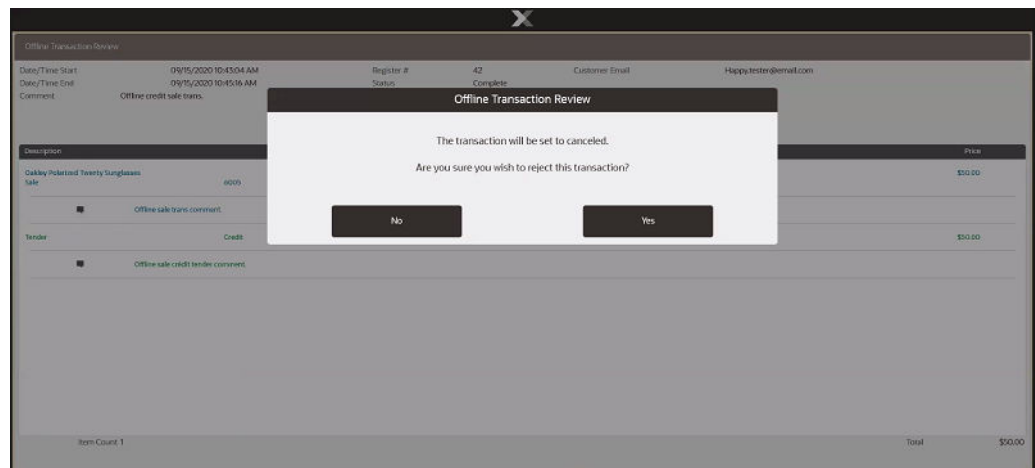 X
Offline Transaction Review
Date/Time Start 09/15/2020 10:43:04 AM Register # 42 Customer Email Happy.tester@email.com
Date/Time End 09/15/2020 10:45:16 AM Status Complete
Comment Offline credit sale trans.
Offline Transaction Review
The transaction will be set to canceled.
Are you sure you wish to reject this transaction?
No Yes
Description Price
Oakley Polarized Twenty Sunglasses $50.00
Sale 6005
Offline sale trans comment
Tender Credit $50.00
Offline sale credit tender comment.
Item Count 1 Total $50.00